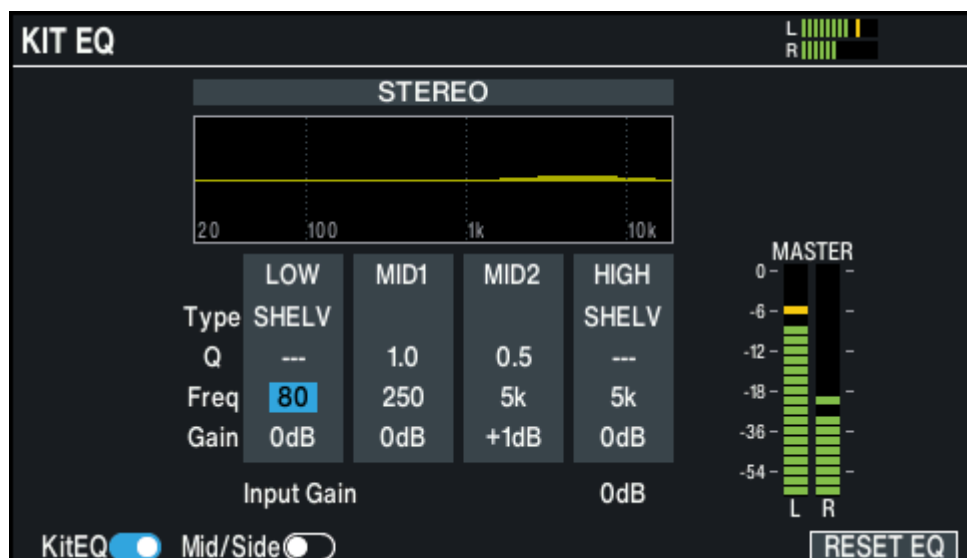 KIT EQ
L
R
STEREO
20 100 1k 10k
LOW MID1 MID2 HIGH
Type SHELV SHELV
Q --- 1.0 0.5 ---
Freq 80 250 5k 5k
Gain 0dB 0dB +1dB 0dB
Input Gain 0dB
MASTER
0
-6
-12
-18
-36
-54
L R
KitEQ Mid/Side RESET EQ